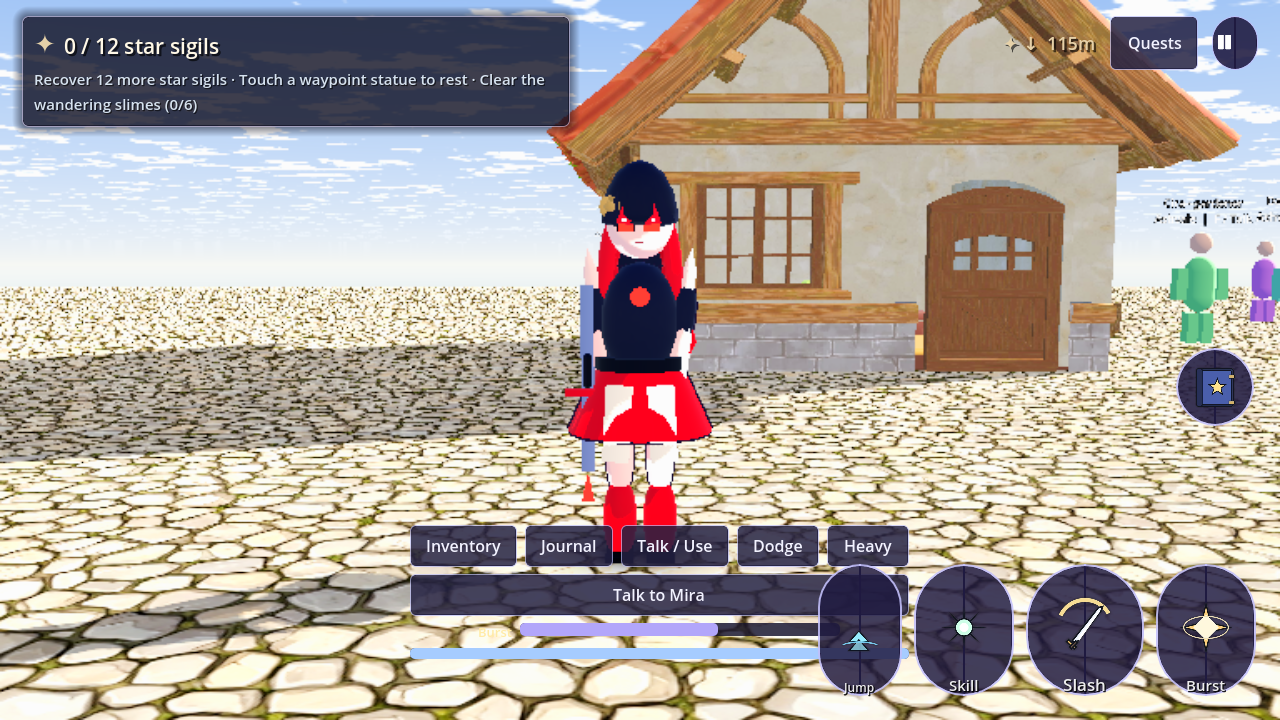 0 / 12 star sigils
Recover 12 more star sigils · Touch a waypoint statue to rest · Clear the
wandering slimes (0/6)
115m
Quests
Inventory
Journal
Talk / Use
Dodge
Heavy
Talk to Mira
Burst
Jump
Skill
Slash
Burst